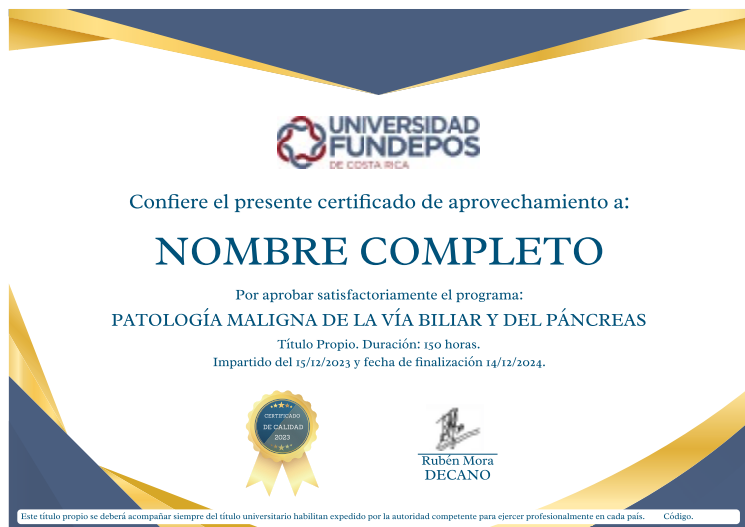 UNIVERSIDAD
FUNDEPOS
DE COSTA RICA
Confiere el presente certificado de aprovechamiento a:
NOMBRE COMPLETO
Por aprobar satisfactoriamente el programa:
PATOLOGÍA MALIGNA DE LA VÍA BILIAR Y DEL PÁNCREAS
Título Propio. Duración: 150 horas.
Impartido del 15/12/2023 y fecha de finalización 14/12/2024.
CERTIFICADO
DE CALIDAD
2023
Rubén Mora
DECANO
Este título propio se deberá acompañar siempre del título universitario habilitan expedido por la autoridad competente para ejercer profesionalmente en cada país. Código.